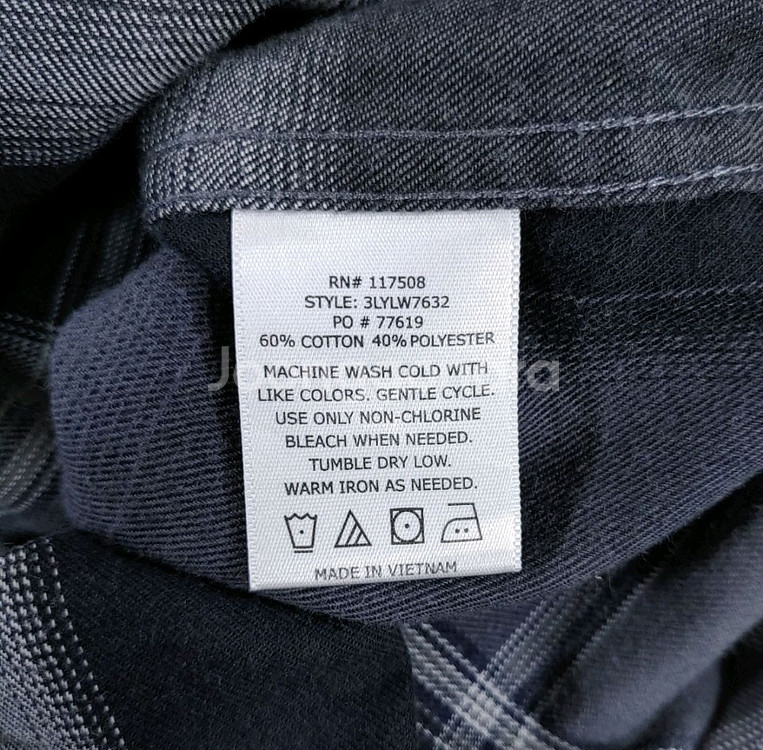 RN# 117508
STYLE: 3LYLW7632
PO # 77619
60% COTTON 40% POLYESTER
MACHINE WASH COLD WITH
LIKE COLORS. GENTLE CYCLE.
USE ONLY NON-CHLORINE
BLEACH WHEN NEEDED.
TUMBLE DRY LOW.
WARM IRON AS NEEDED.
MADE IN VIETNAM